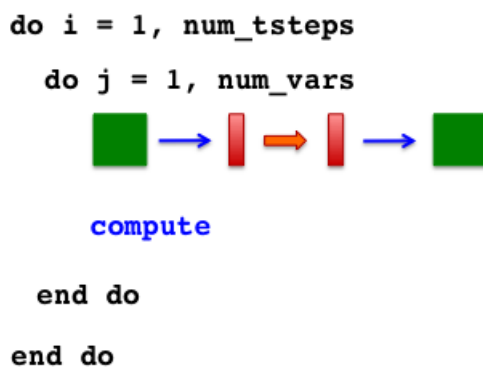 do i = 1, num_tsteps
do j = 1, num_vars
compute
end do
end do